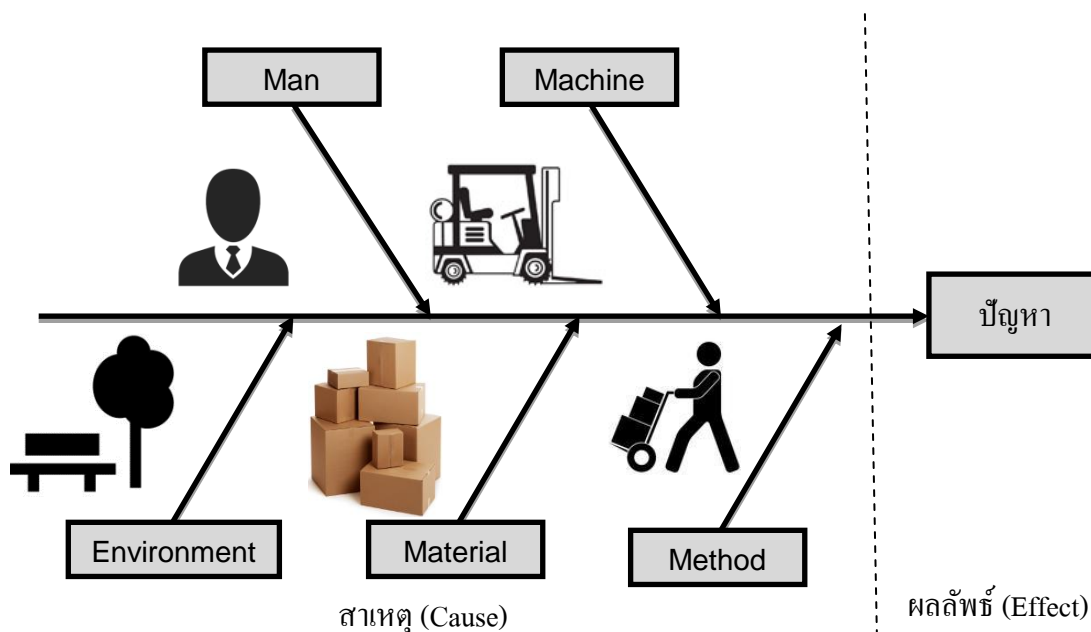 Man
Machine
ปัญหา
Environment
Material
Method
สาเหตุ (Cause)
ผลลัพธ์ (Effect)